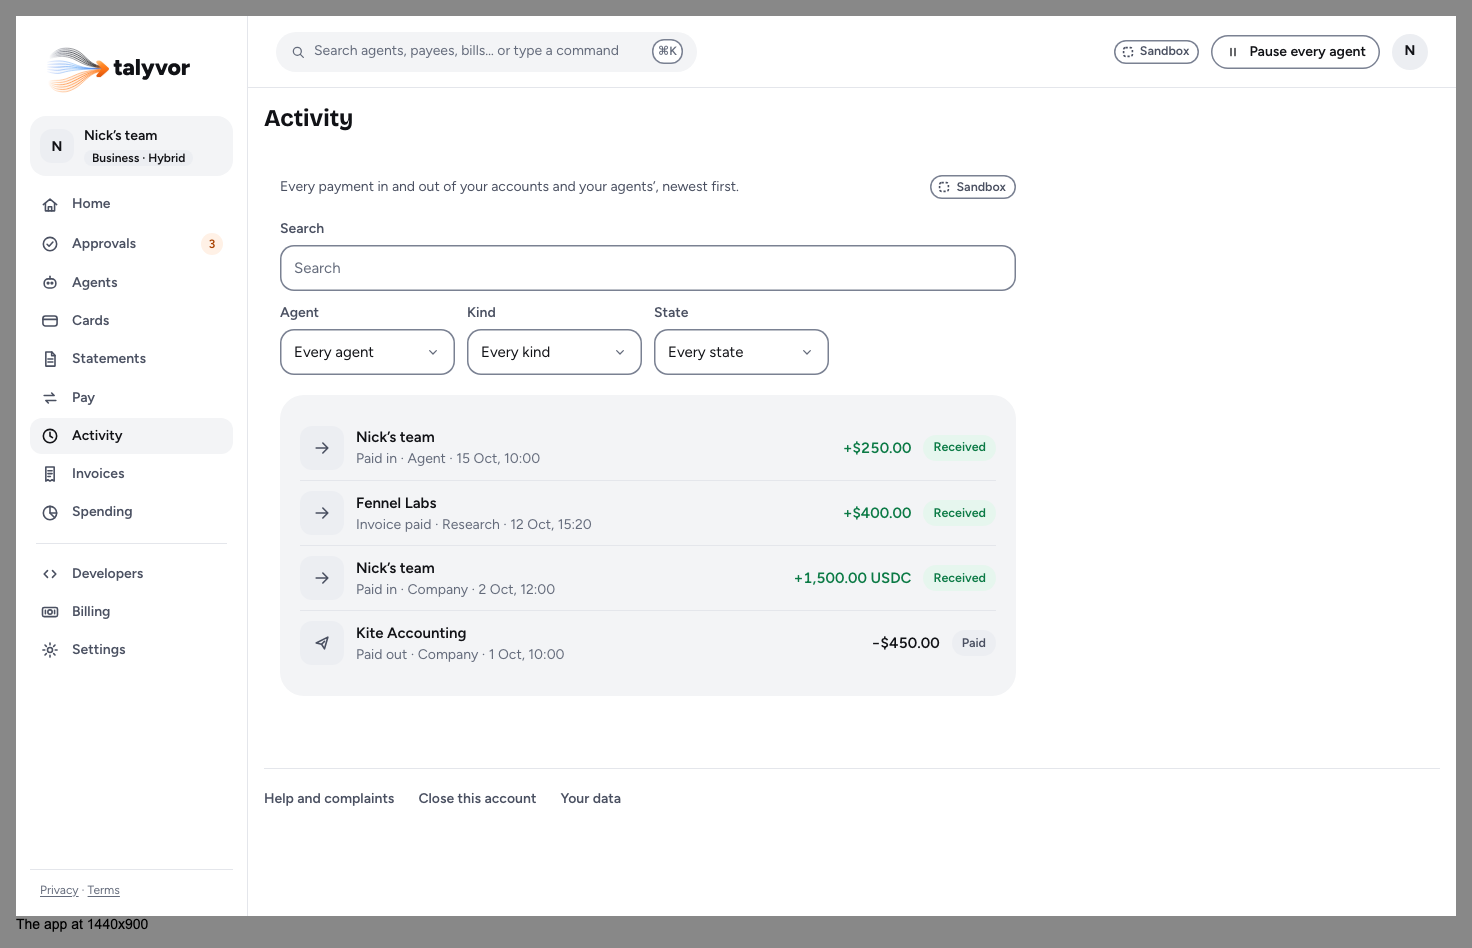 talyvor
N
Nick’s team
Business · Hybrid
Home
Approvals
3
Agents
Cards
Statements
Pay
Activity
Invoices
Spending
Developers
Billing
Settings
Privacy · Terms
Search agents, payees, bills... or type a command
⌘K
Sandbox
Pause every agent
N
Activity
Every payment in and out of your accounts and your agents’, newest first.
Sandbox
Search
Search
Agent
Kind
State
Every agent
Every kind
Every state
Nick’s team
Paid in · Agent · 15 Oct, 10:00
+$250.00
Received
Fennel Labs
Invoice paid · Research · 12 Oct, 15:20
+$400.00
Received
Nick’s team
Paid in · Company · 2 Oct, 12:00
+1,500.00 USDC
Received
Kite Accounting
Paid out · Company · 1 Oct, 10:00
−$450.00
Paid
Help and complaints
Close this account
Your data
The app at 1440x900